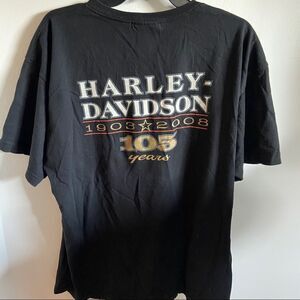 HARLEY-
DAVIDSON
1903☆2008
105
years